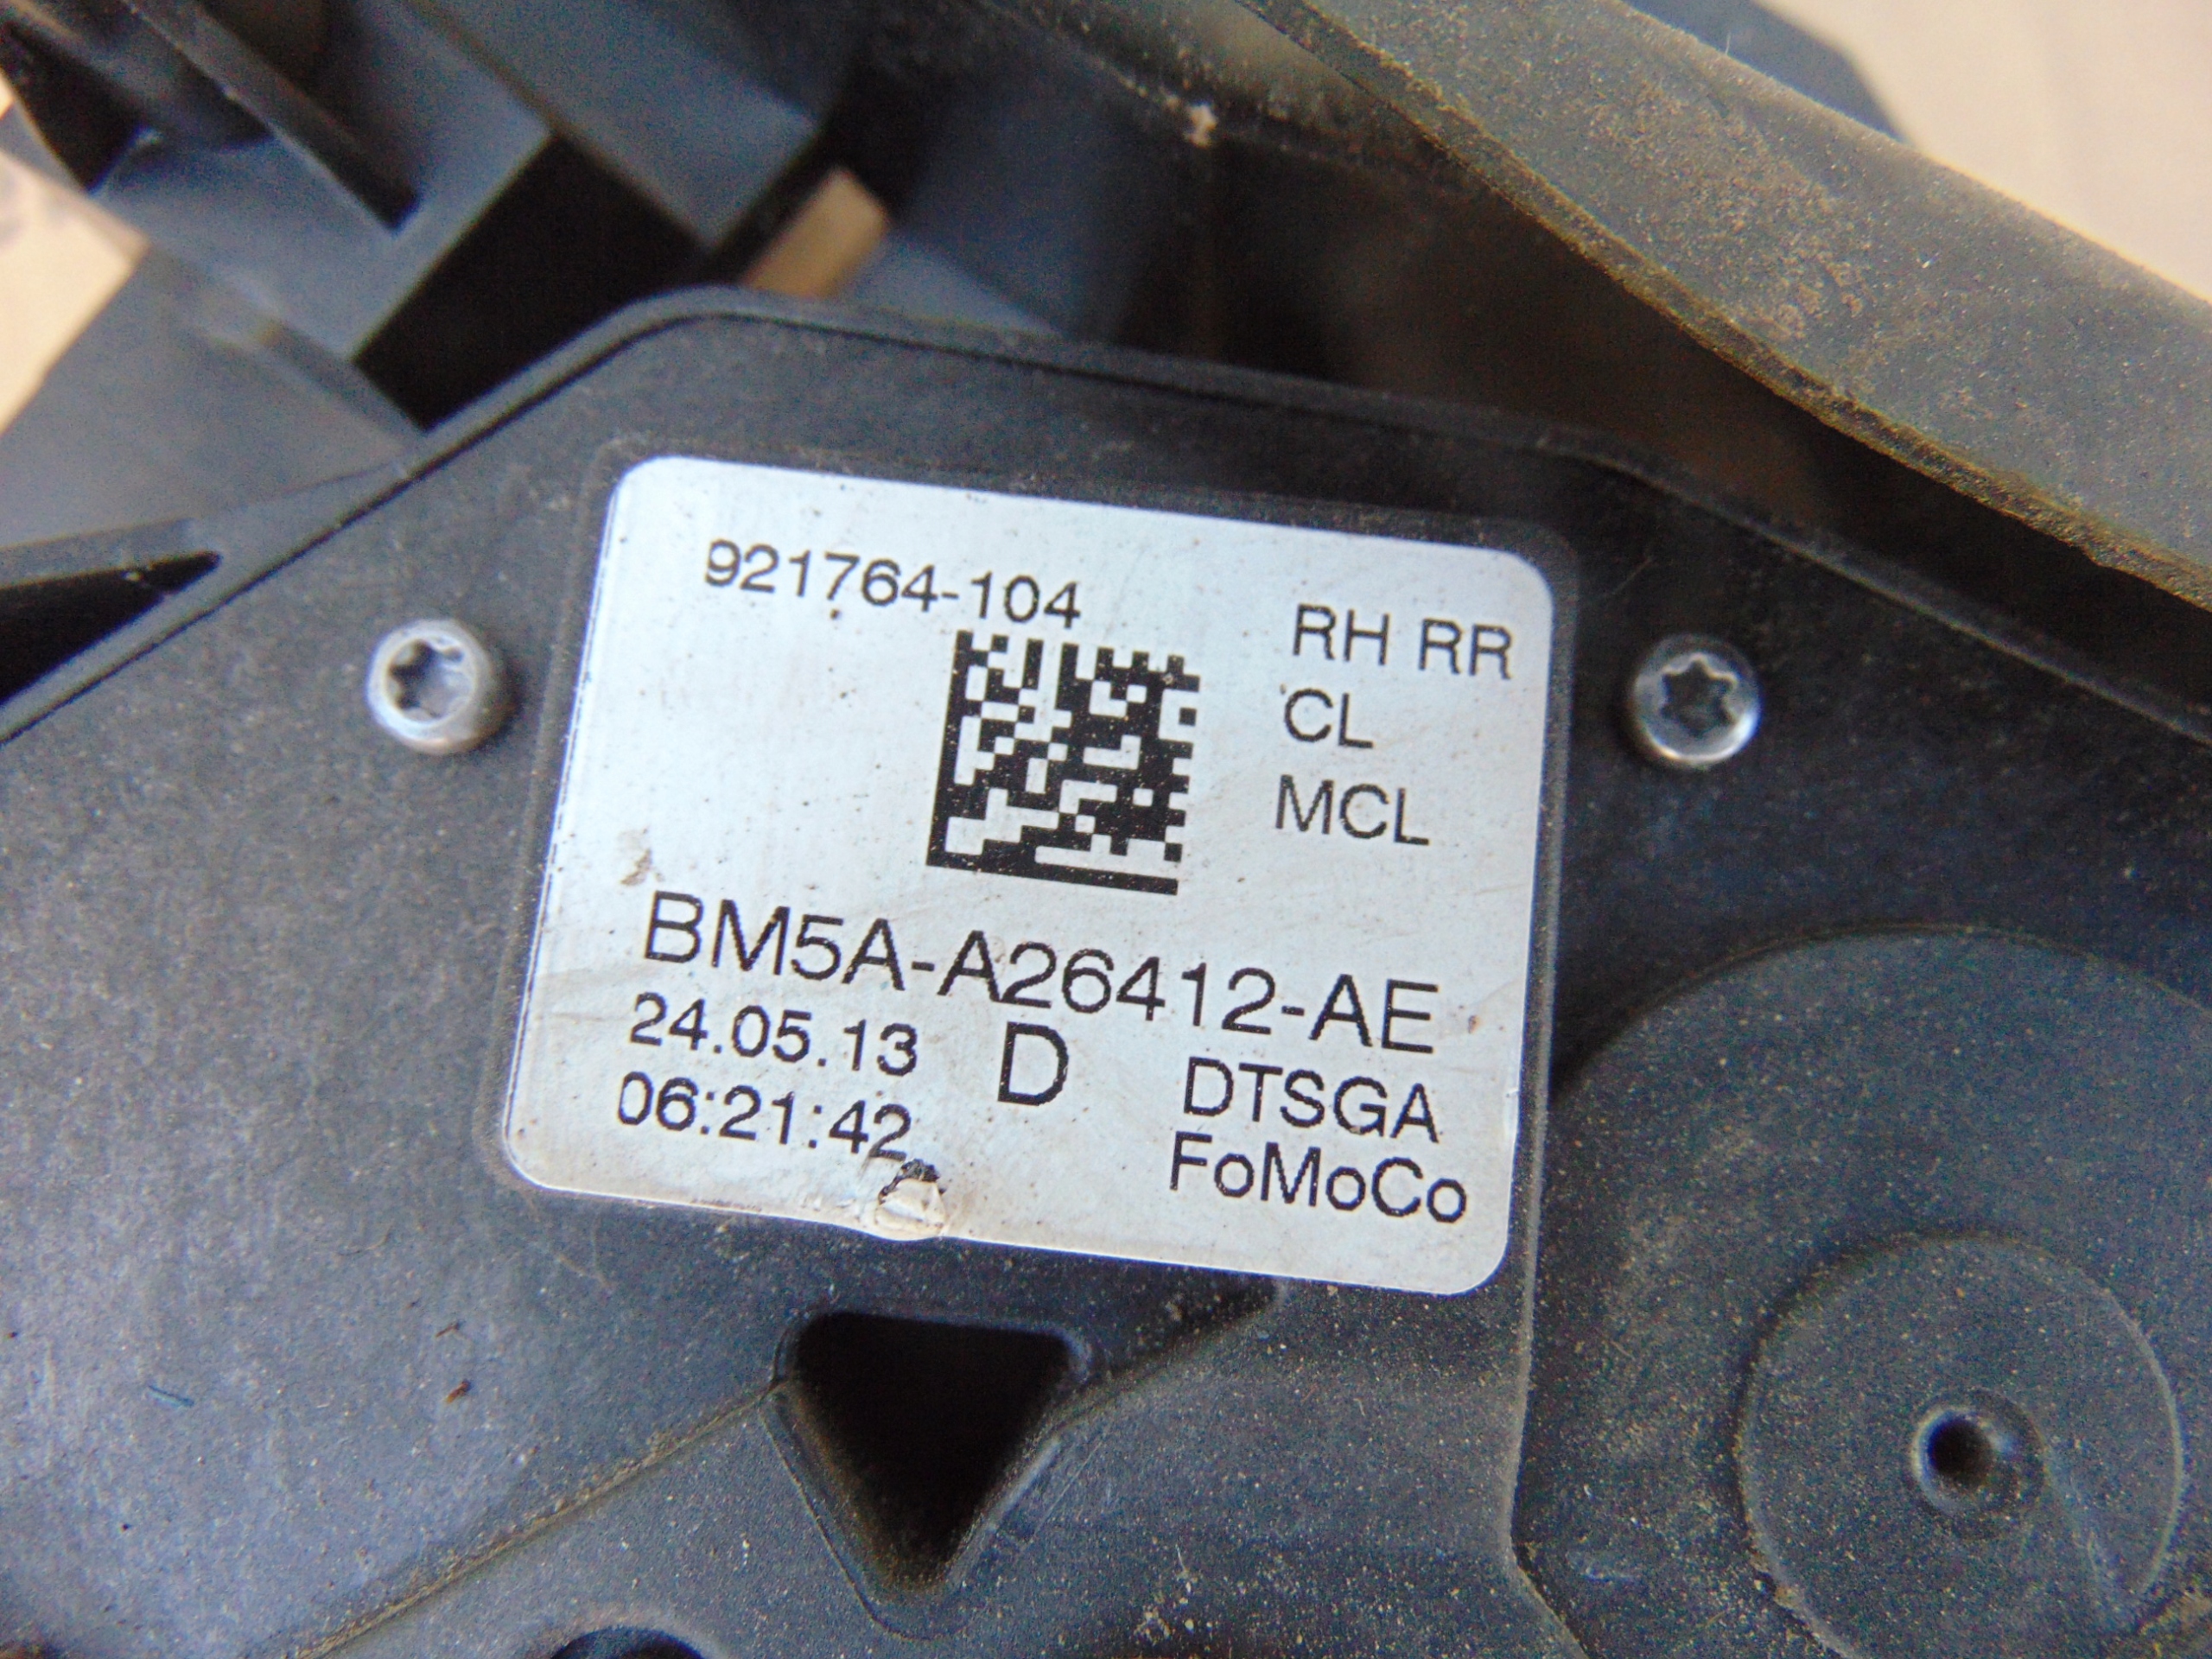 921764-104
RH RR
CL
MCL
BM5A-A26412-AE
24.05.13 D DTSGA
06:21:42 FoMoCo